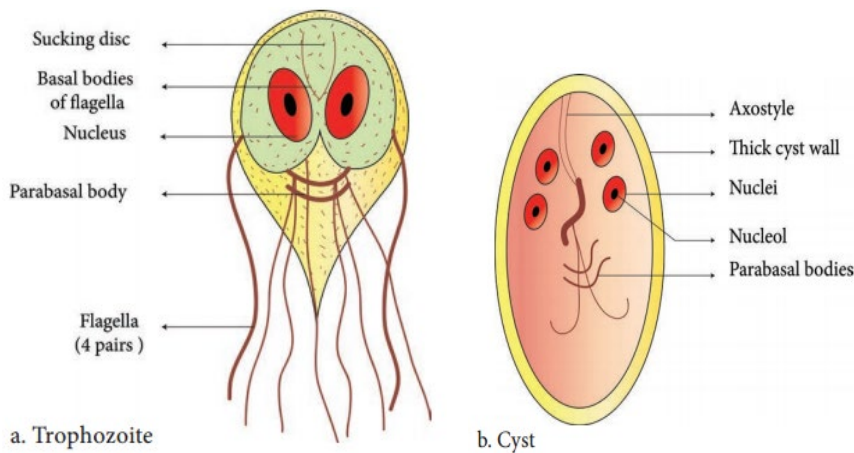 Sucking disc
Basal bodies
of flagella
Nucleus
Parabasal body
Flagella
(4 pairs )
a. Trophozoite
Axostyle
Thick cyst wall
Nuclei
Nucleol
Parabasal bodies
b. Cyst